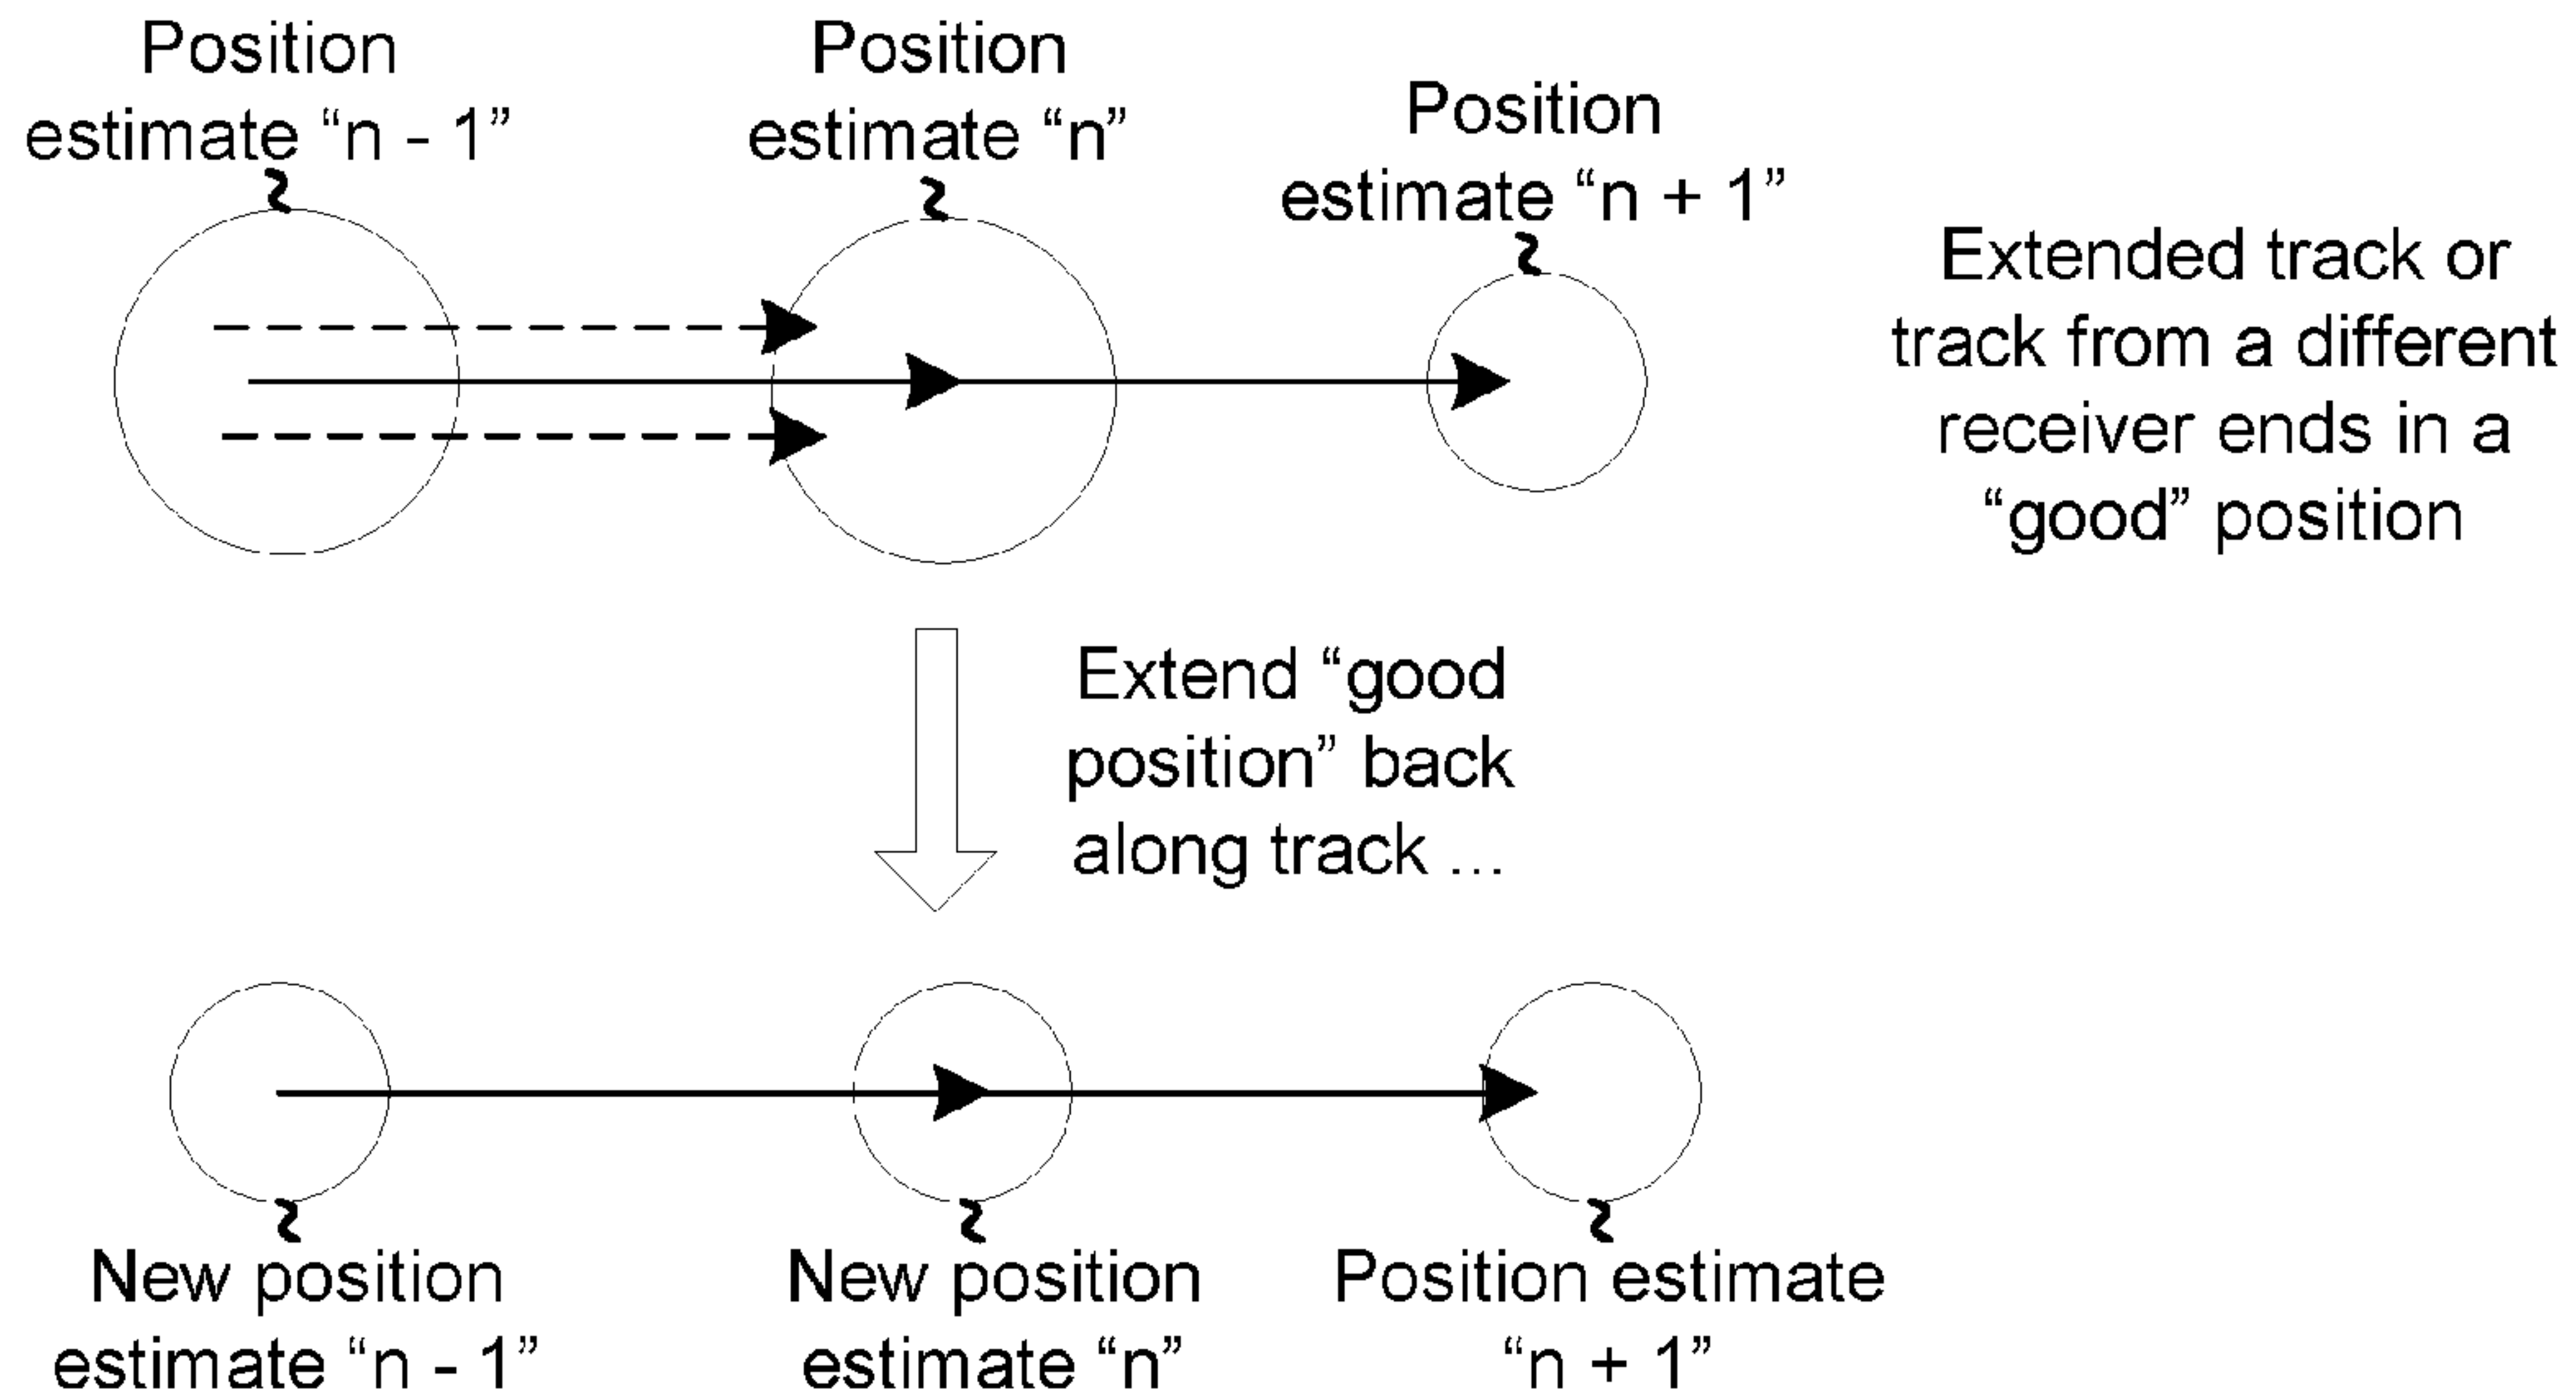 Position
estimate “n - 1”
Position
estimate “n”
Position
estimate “n + 1”
Extended track or
track from a different
receiver ends in a
“good” position
Extend “good
position” back
along track ...
New position
estimate “n - 1”
New position
estimate “n”
Position estimate
“n + 1”